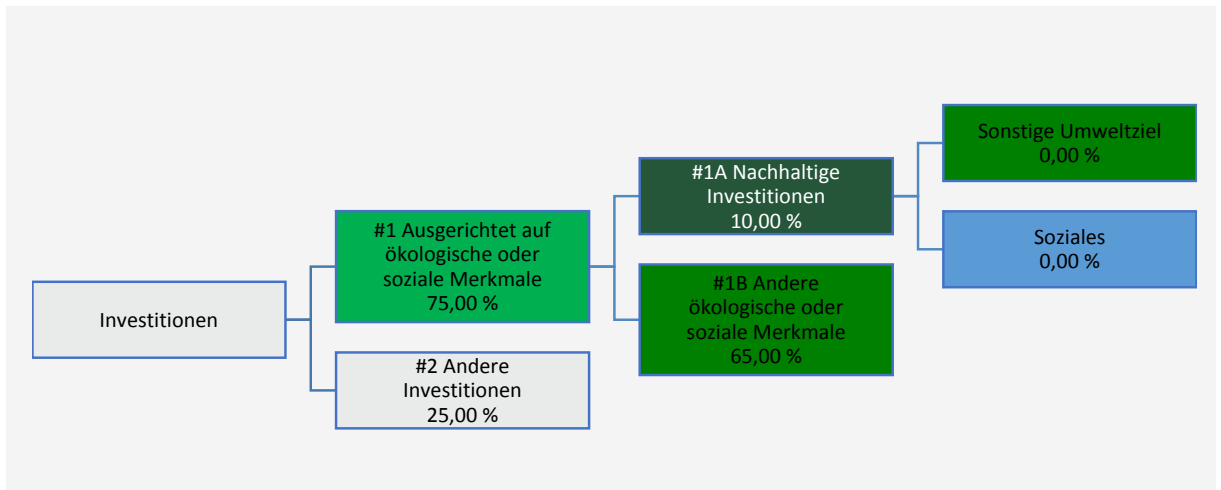 Investitionen
#1 Ausgerichtet auf
ökologische oder
soziale Merkmale
75,00 %
#2 Andere
Investitionen
25,00 %
#1A Nachhaltige
Investitionen
10,00 %
#1B Andere
ökologische oder
soziale Merkmale
65,00 %
Sonstige Umweltziel
0,00 %
Soziales
0,00 %